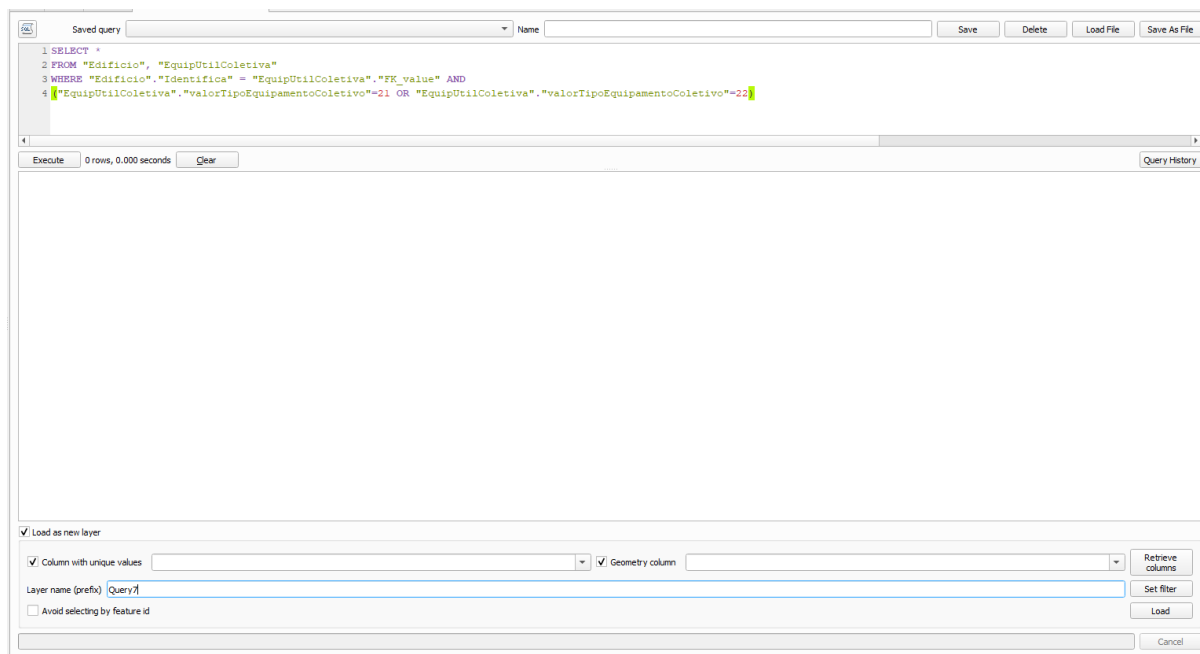 SQL Saved query Name Save Delete Load File Save As File
1 SELECT *
2 FROM "Edificio", "EquipUtilColetiva"
3 WHERE "Edificio"."Identifica" = "EquipUtilColetiva"."FK_value" AND
4 ("EquipUtilColetiva"."valorTipoEquipamentoColetivo"=21 OR "EquipUtilColetiva"."valorTipoEquipamentoColetivo"=22)
Execute 0 rows, 0.000 seconds Clear Query History
Load as new layer
Column with unique values Geometry column Retrieve
columns
Layer name (prefix) Query7 Set filter
Avoid selecting by feature id Load
Cancel